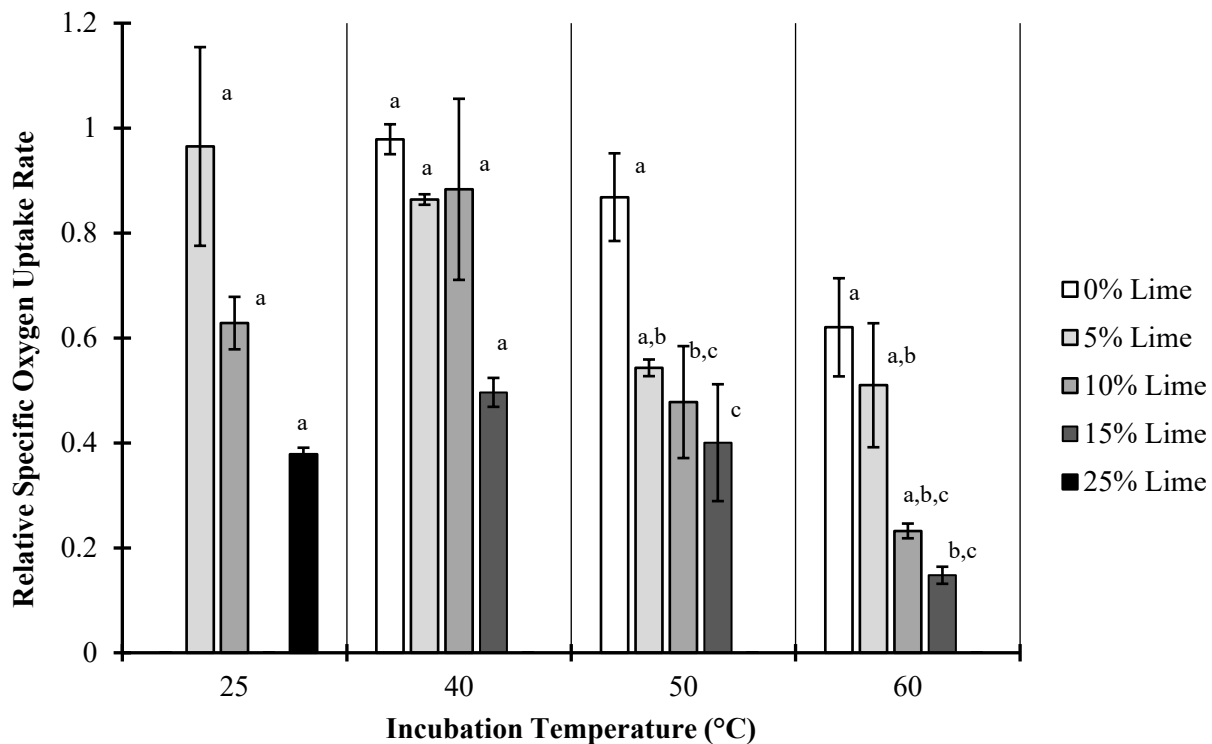 Relative Specific Oxygen Uptake Rate
1.2
1
0.8
0.6
0.4
0.2
0
a
a
a
a
a
a
a
a
a,b
b,c
c
a
a,b
a,b,c
b,c
25
40
50
60
Incubation Temperature (°C)
0% Lime
5% Lime
10% Lime
15% Lime
25% Lime